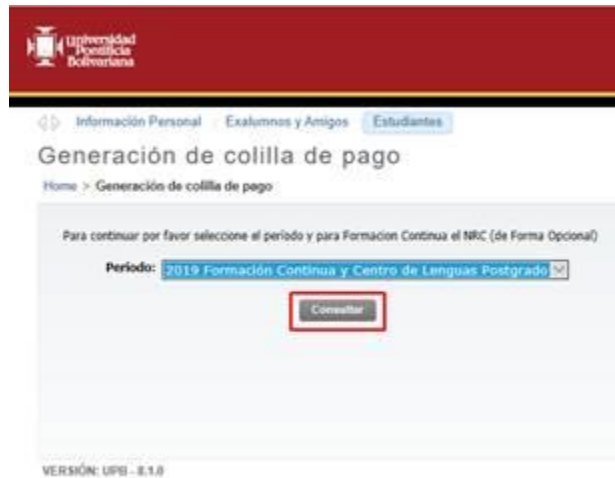 Universidad
Pontificia
Bolivariana
Información Personal Exalumnos y Amigos Estudiantes
Generación de colilla de pago
Home > Generación de colilla de pago
Para continuar por favor seleccione el período y para Formacion Continua el NRC (de Forma Opcional)
Periodo: 2019 Formación Continua y Centro de Lenguas Postgrado
Consultar
VERSIÓN: UPB - 8.1.0